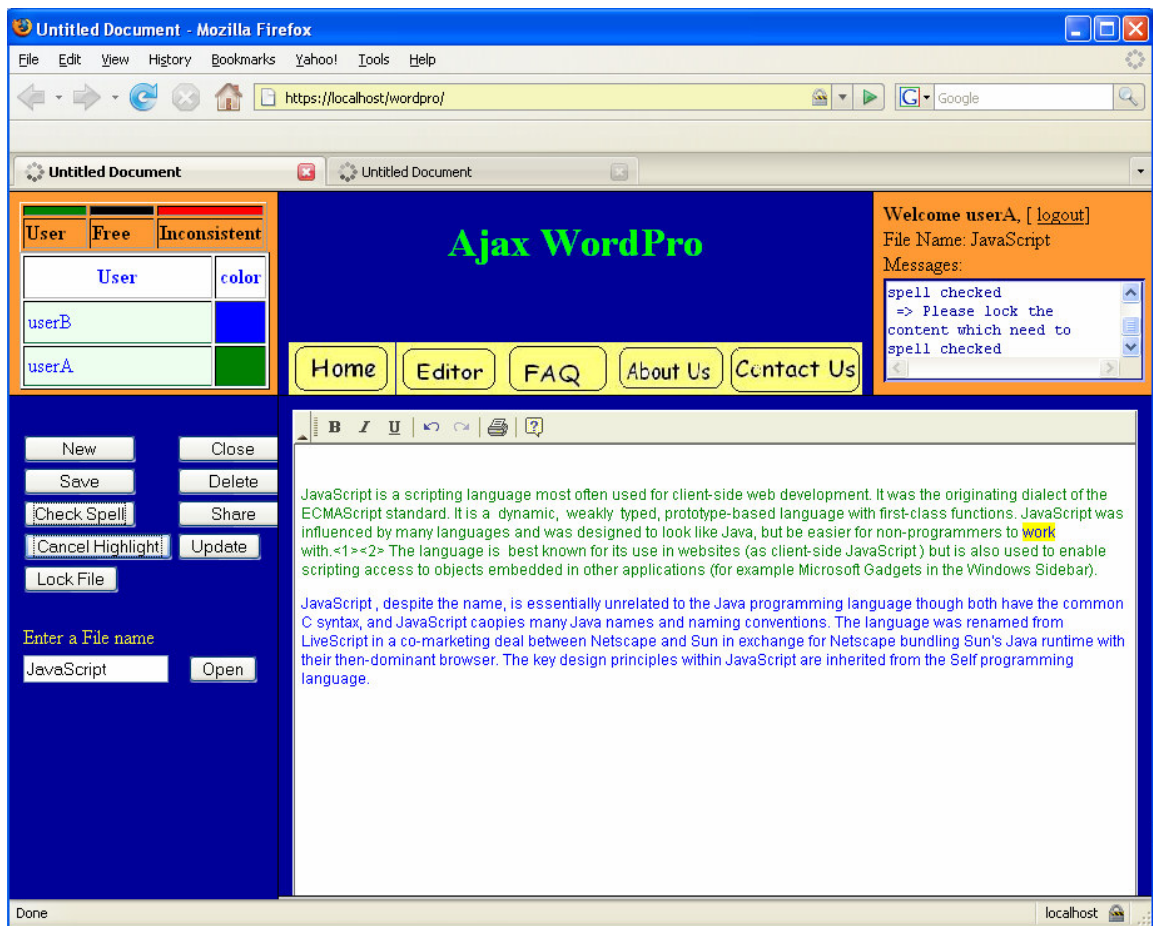 Untitled Document - Mozilla Firefox
File Edit View History Bookmarks Yahoo! Tools Help
https://localhost/wordpro/
G Google
Untitled Document
Untitled Document
User Free Inconsistent
User color
userB
userA
Ajax WordPro
Home Editor FAQ About Us Contact Us
Welcome userA, [ logout]
File Name: JavaScript
Messages:
spell checked
=> Please lock the
content which need to
spell checked
New Close
Save Delete
Check Spell Share
Cancel Highlight Update
Lock File
Enter a File name
JavaScript Open
B I U
JavaScript is a scripting language most often used for client-side web development. It was the originating dialect of the
ECMAScript standard. It is a dynamic, weakly typed, prototype-based language with first-class functions. JavaScript was
influenced by many languages and was designed to look like Java, but be easier for non-programmers to work
with.<1><2> The language is best known for its use in websites (as client-side JavaScript ) but is also used to enable
scripting access to objects embedded in other applications (for example Microsoft Gadgets in the Windows Sidebar).
JavaScript , despite the name, is essentially unrelated to the Java programming language though both have the common
C syntax, and JavaScript caopies many Java names and naming conventions. The language was renamed from
LiveScript in a co-marketing deal between Netscape and Sun in exchange for Netscape bundling Sun's Java runtime with
their then-dominant browser. The key design principles within JavaScript are inherited from the Self programming
language.
Done
localhost